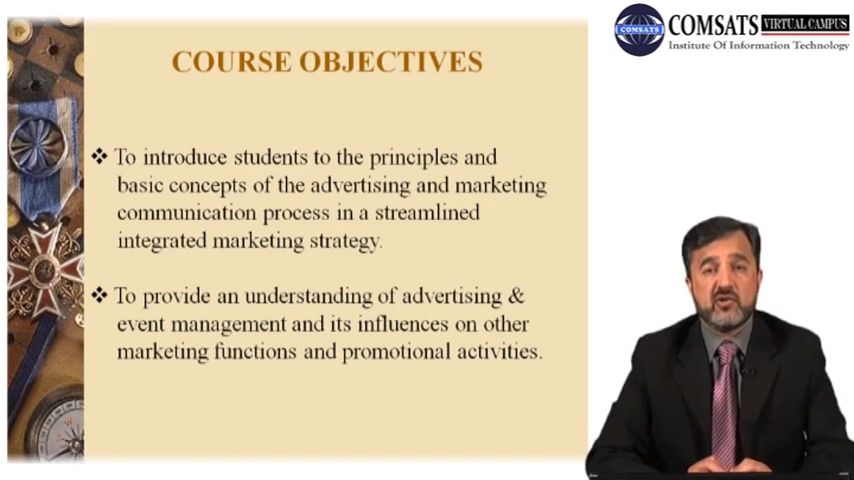 COMSATS VIRTUAL CAMPUS
COMSATS
Institute Of Information Technology
COURSE OBJECTIVES
❖ To introduce students to the principles and
basic concepts of the advertising and marketing
communication process in a streamlined
integrated marketing strategy.
❖ To provide an understanding of advertising &
event management and its influences on other
marketing functions and promotional activities.